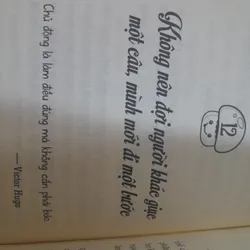 12
Không nên đợi người khác giục
một câu, mình mới đi một bước
Chủ động là làm điều đúng mà không cần phải bảo.
— Victor Hugo